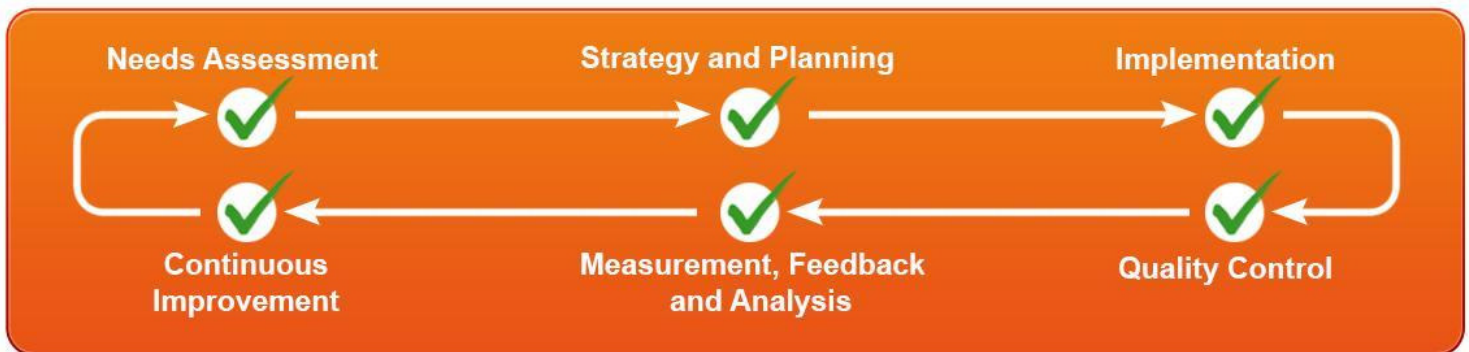 Needs Assessment
Strategy and Planning
Implementation
Continuous
Improvement
Measurement, Feedback
and Analysis
Quality Control